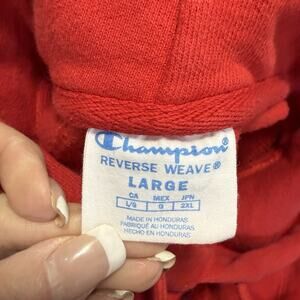 Champion
REVERSE WEAVE®
LARGE
CA MEX JPN
L/G G 2XL
MADE IN HONDURAS
FABRIQUÉ AU HONDURAS
HECHO EN HONDURAS